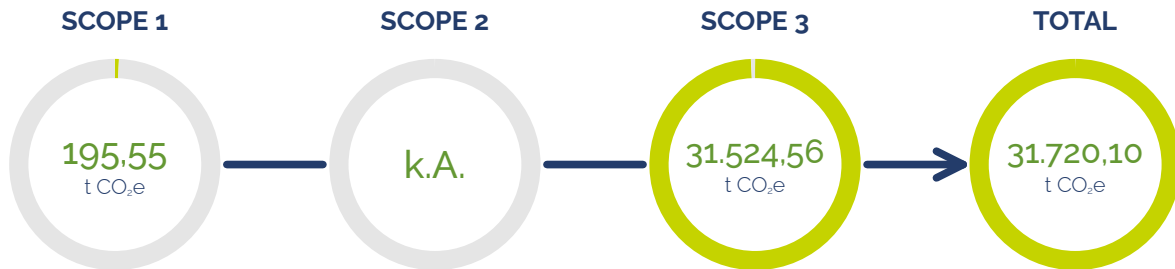 SCOPE 1
SCOPE 2
SCOPE 3
TOTAL
195,55
t CO₂e
k.A.
31.524,56
t CO₂e
31.720,10
t CO₂e